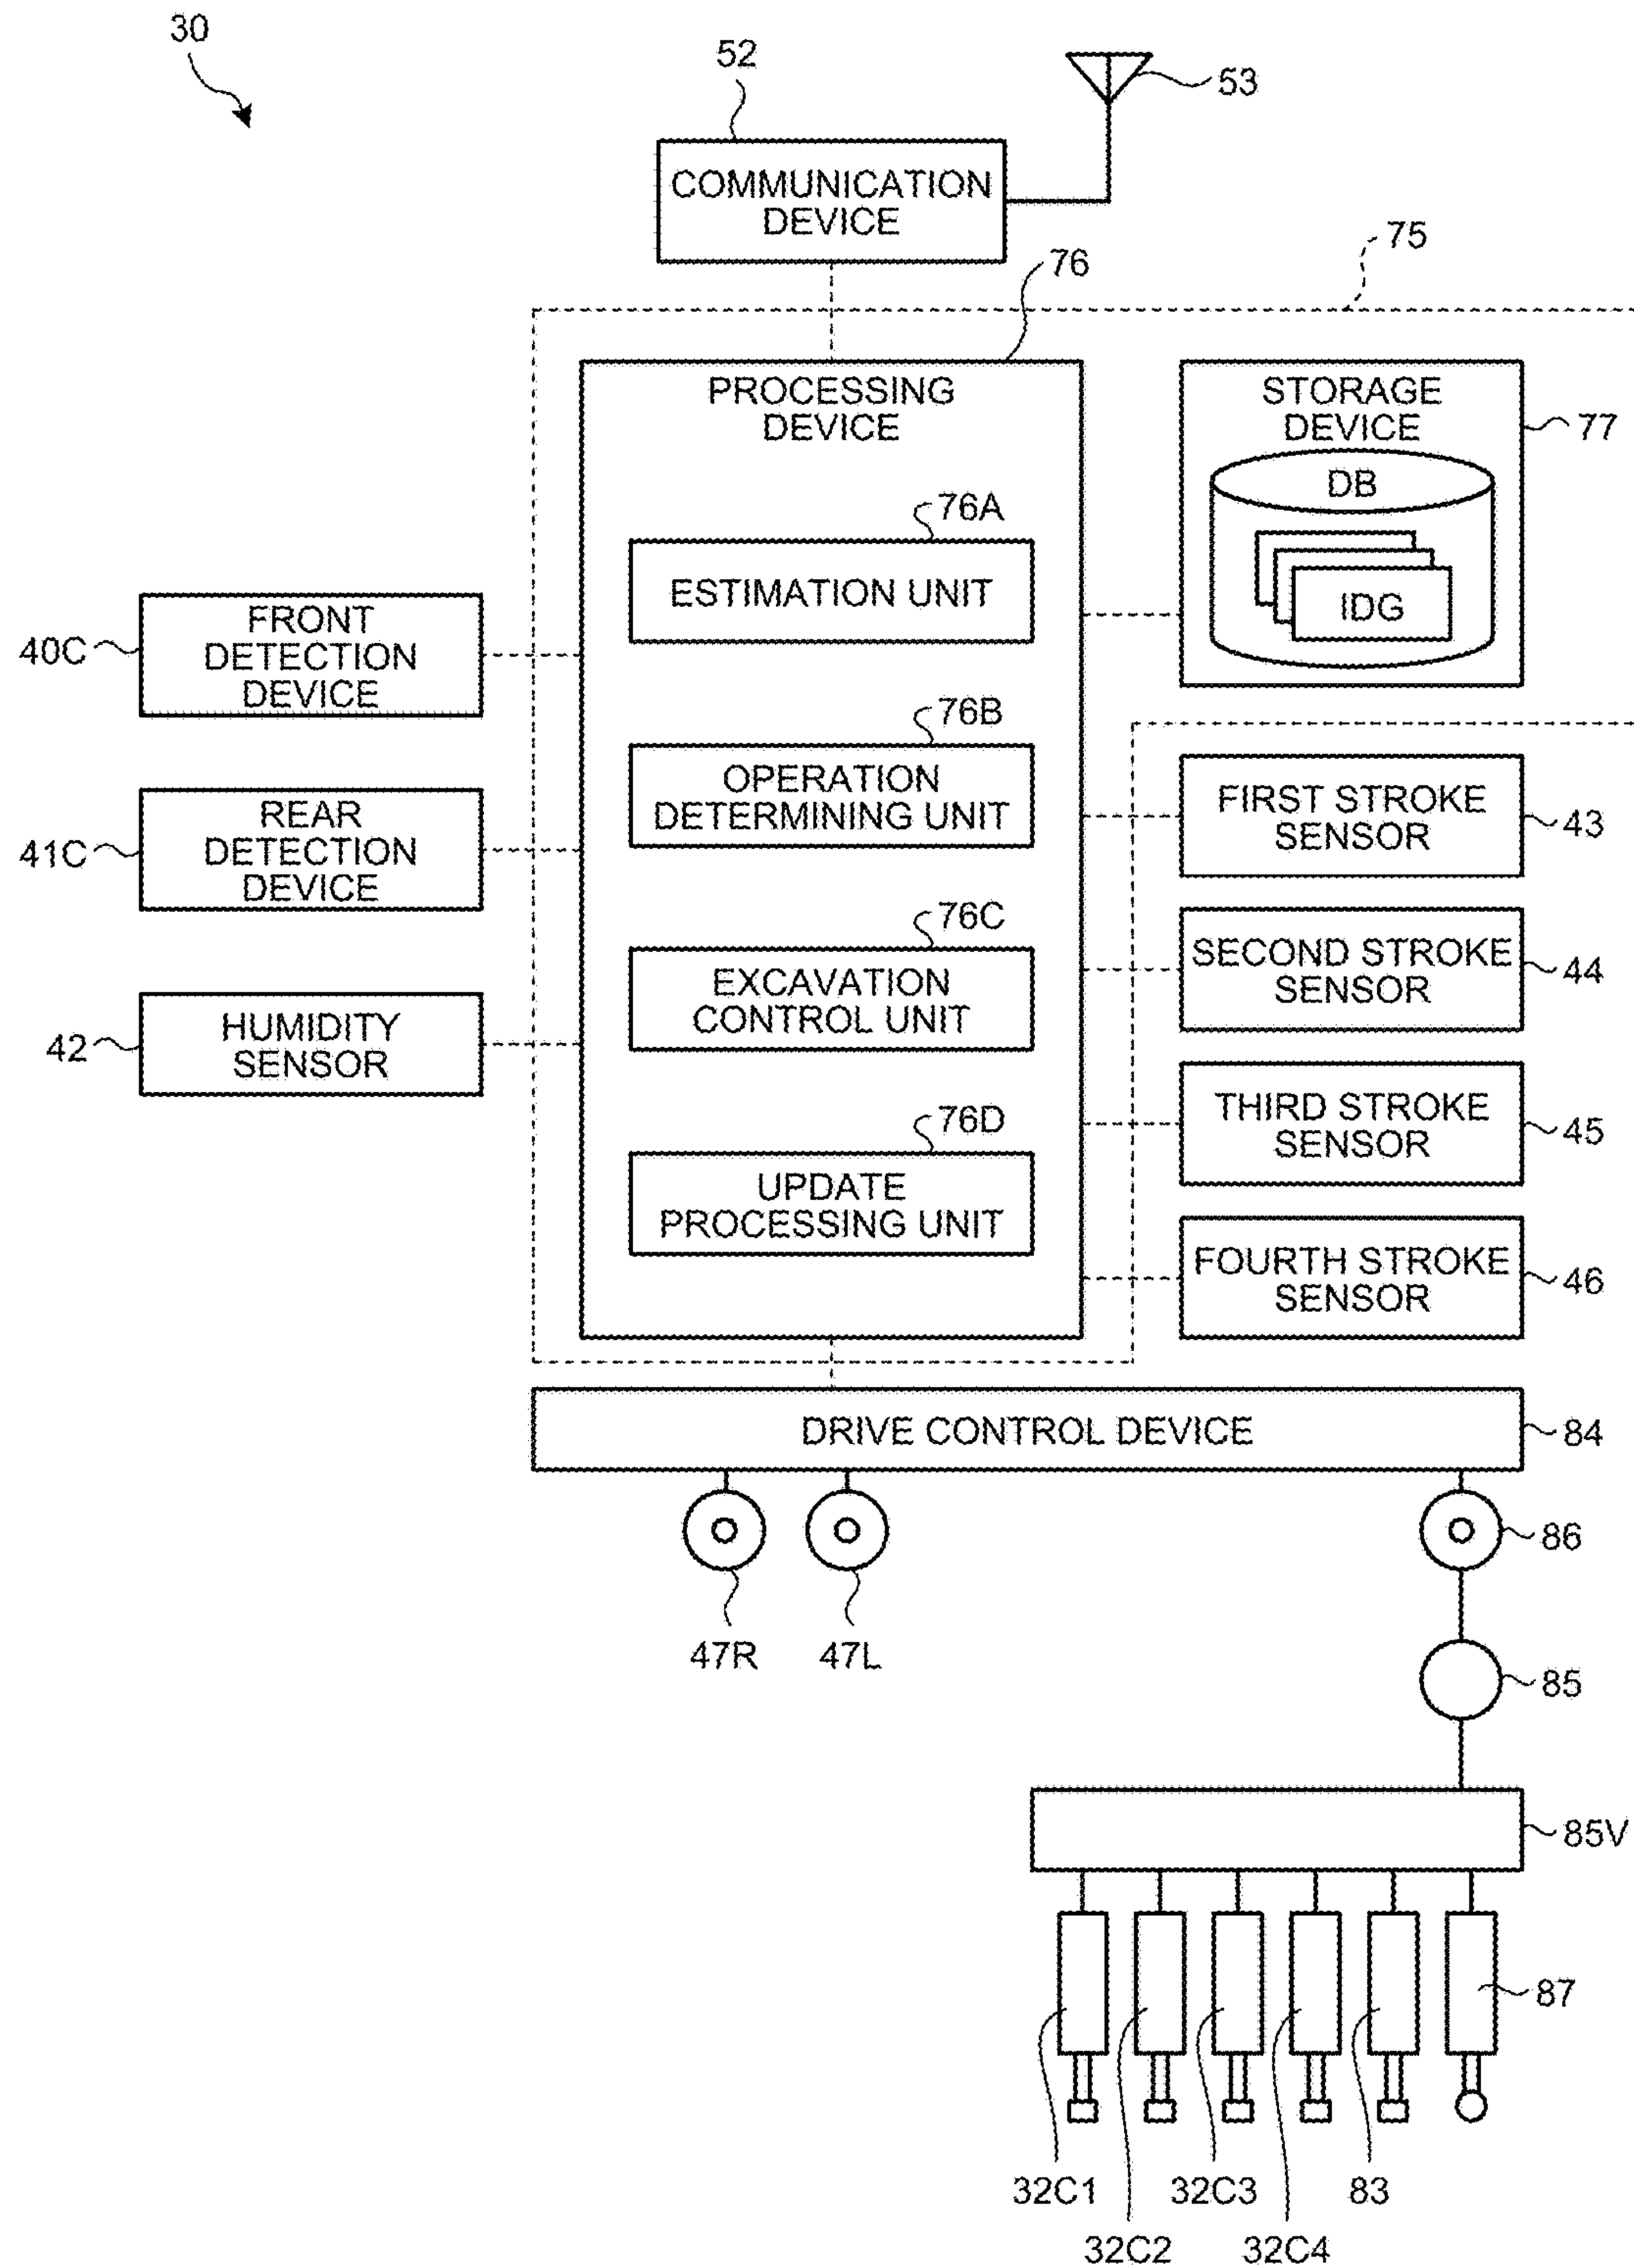 30
52
53
COMMUNICATION
DEVICE
75
76
PROCESSING
DEVICE
STORAGE
DEVICE
77
DB
IDG
76A
ESTIMATION UNIT
40C
FRONT
DETECTION
DEVICE
76B
OPERATION
DETERMINING UNIT
FIRST STROKE
SENSOR
43
41C
REAR
DETECTION
DEVICE
76C
EXCAVATION
CONTROL UNIT
SECOND STROKE
SENSOR
44
42
HUMIDITY
SENSOR
76D
UPDATE
PROCESSING UNIT
THIRD STROKE
SENSOR
45
FOURTH STROKE
SENSOR
46
DRIVE CONTROL DEVICE
84
86
47R
47L
85
85V
87
32C1
32C3
83
32C2
32C4